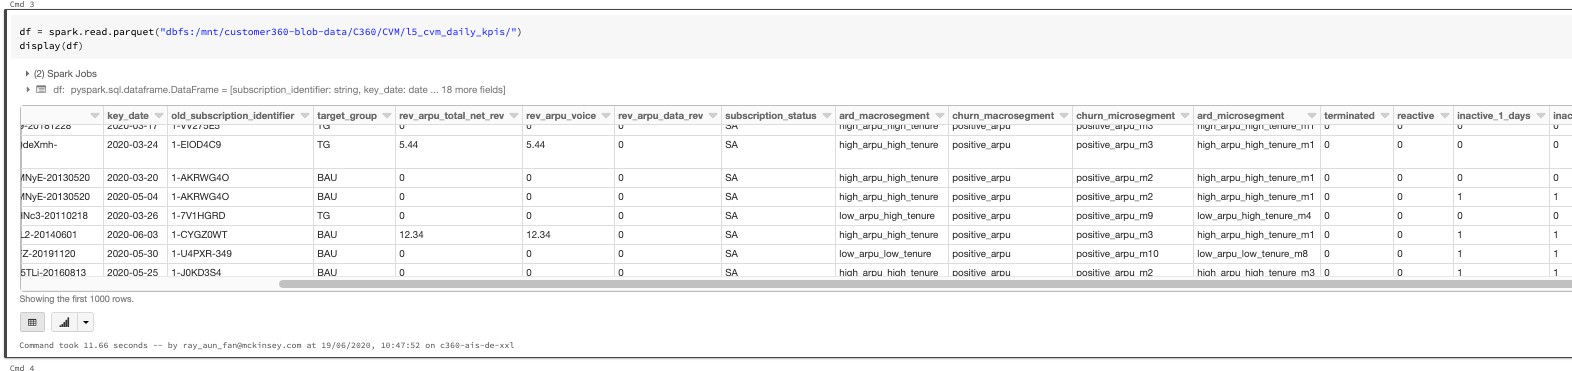 Cmd 3
df = spark.read.parquet("dbfs:/mnt/customer360-blob-data/C360/CVM/l5_cvm_daily_kpis/")
display(df)
(2) Spark Jobs
df: pyspark.sql.dataframe.DataFrame = [subscription_identifier: string, key_date: date ... 18 more fields]
key_date old_subscription_identifier target_group rev_arpu_total_net_rev rev_arpu_voice rev_arpu_data_rev subscription_status ard_macrosegment churn_macrosegment churn_microsegment ard_microsegment terminated reactive inactive_1_days inac
9-20181228 2020-03-17 1-VV275E5 TG 0 0 0 SA high_arpu_high_tenure positive_arpu positive_arpu_m3 high_arpu_high_tenure_m1 0 0 0 0
deXmh- 2020-03-24 1-EIOD4C9 TG 5.44 5.44 0 SA high_arpu_high_tenure positive_arpu positive_arpu_m3 high_arpu_high_tenure_m1 0 0 0 0
MNyE-20130520 2020-03-20 1-AKRWG4O BAU 0 0 0 SA high_arpu_high_tenure positive_arpu positive_arpu_m2 high_arpu_high_tenure_m1 0 0 0 0
MNyE-20130520 2020-05-04 1-AKRWG4O BAU 0 0 0 SA high_arpu_high_tenure positive_arpu positive_arpu_m2 high_arpu_high_tenure_m1 0 0 1 1
Nc3-20110218 2020-03-26 1-7V1HGRD TG 0 0 0 SA low_arpu_high_tenure positive_arpu positive_arpu_m9 low_arpu_high_tenure_m4 0 0 0 0
L2-20140601 2020-06-03 1-CYGZ0WT BAU 12.34 12.34 0 SA high_arpu_high_tenure positive_arpu positive_arpu_m3 high_arpu_high_tenure_m1 0 0 1 1
Z-20191120 2020-05-30 1-U4PXR-349 BAU 0 0 0 SA low_arpu_low_tenure positive_arpu positive_arpu_m10 low_arpu_low_tenure_m8 0 0 1 1
5TLi-20160813 2020-05-25 1-J0KD3S4 BAU 0 0 0 SA high_arpu_high_tenure positive_arpu positive_arpu_m2 high_arpu_high_tenure_m3 0 0 1 1
Showing the first 1000 rows.
Command took 11.66 seconds -- by ray_aun_fan@mckinsey.com at 19/06/2020, 10:47:52 on c360-ais-de-xxl
Cmd 4